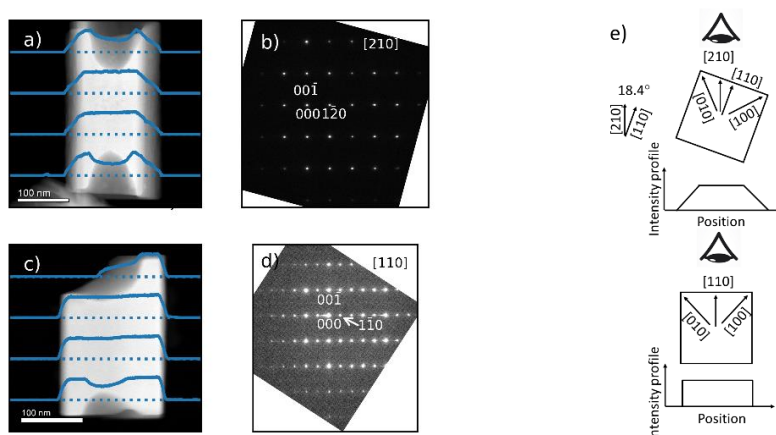 a)
100 nm
b)
[210]
001̄
000 1̄20
c)
100 nm
d)
[110]
001̄
000
1̄10
e)
[210]
18.4°
[210]
[110]
[110]
[010]
[100]
Intensity profile
Position
[110]
[010]
[100]
Intensity profile
Position